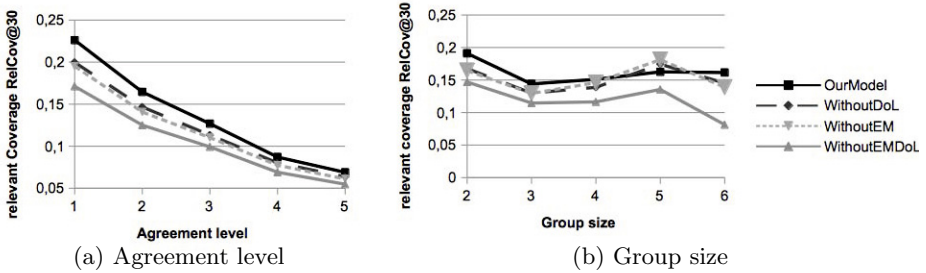 relevant Coverage RelCov@30
0,25
0,2
0,15
0,1
0,05
1 2 3 4 5
Agreement level
(a) Agreement level
relevant coverage RelCov@30
0,25
0,2
0,15
0,1
0,05
0
2 3 4 5 6
Group size
(b) Group size
OurModel
WithoutDoL
WithoutEM
WithoutEMDoL